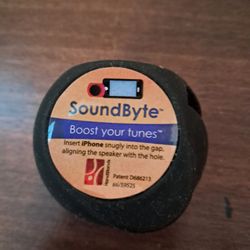 SoundByte™
Boost your tunes™
Insert iPhone snugly into the gap,
aligning the speaker with the hole.
Patent D686213